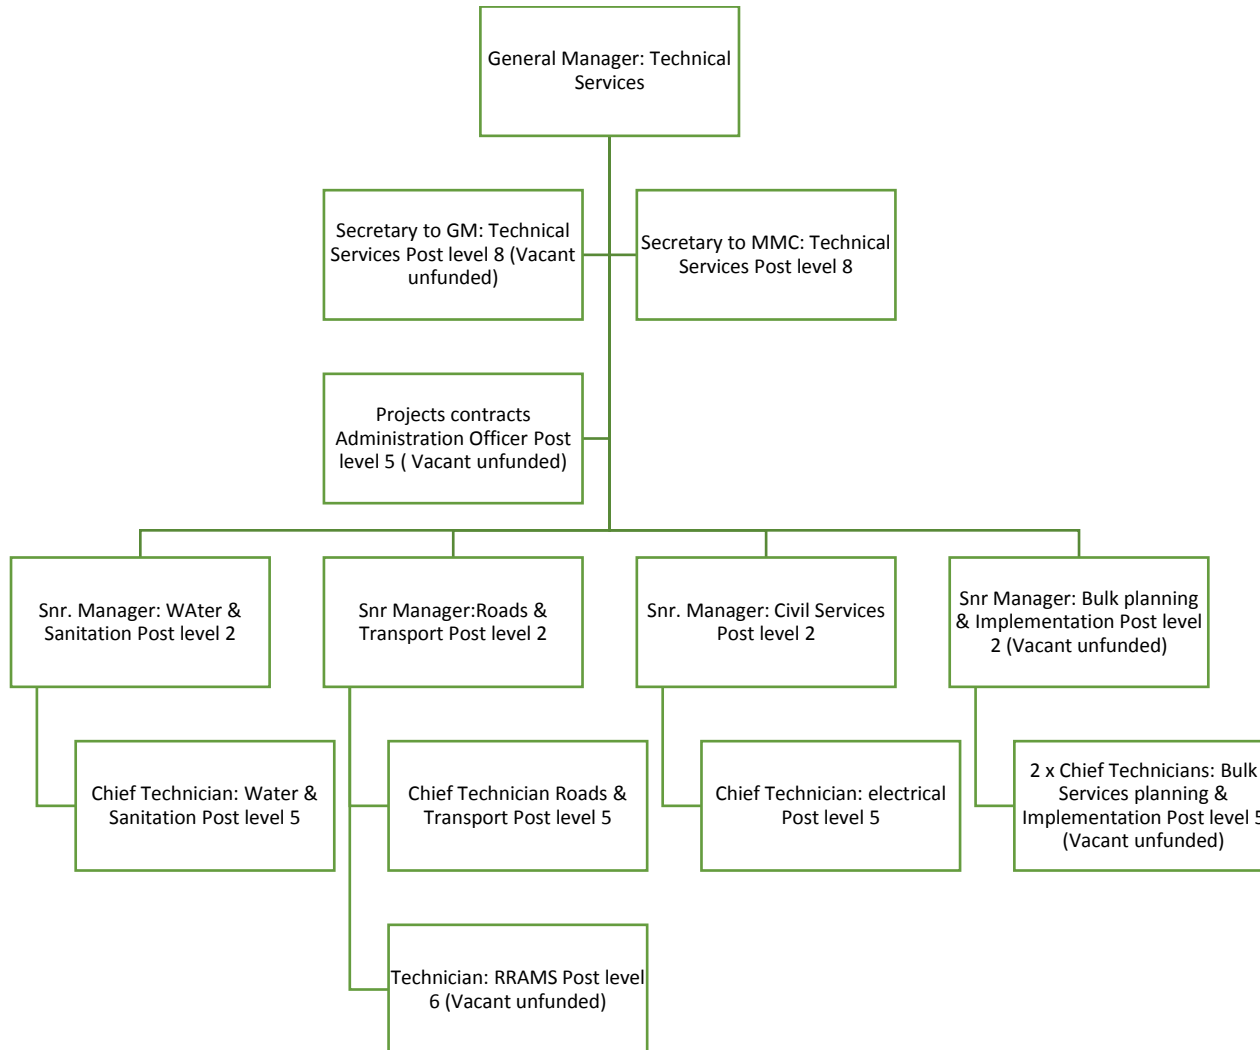 General Manager: Technical
Services
Secretary to GM: Technical
Services Post level 8 (Vacant
unfunded)
Secretary to MMC: Technical
Services Post level 8
Projects contracts
Administration Officer Post
level 5 ( Vacant unfunded)
Snr. Manager: WAter &
Sanitation Post level 2
Snr Manager:Roads &
Transport Post level 2
Snr. Manager: Civil Services
Post level 2
Snr Manager: Bulk planning
& Implementation Post level
2 (Vacant unfunded)
Chief Technician: Water &
Sanitation Post level 5
Chief Technician Roads &
Transport Post level 5
Chief Technician: electrical
Post level 5
2 x Chief Technicians: Bulk
Services planning &
Implementation Post level 5
(Vacant unfunded)
Technician: RRAMS Post level
6 (Vacant unfunded)